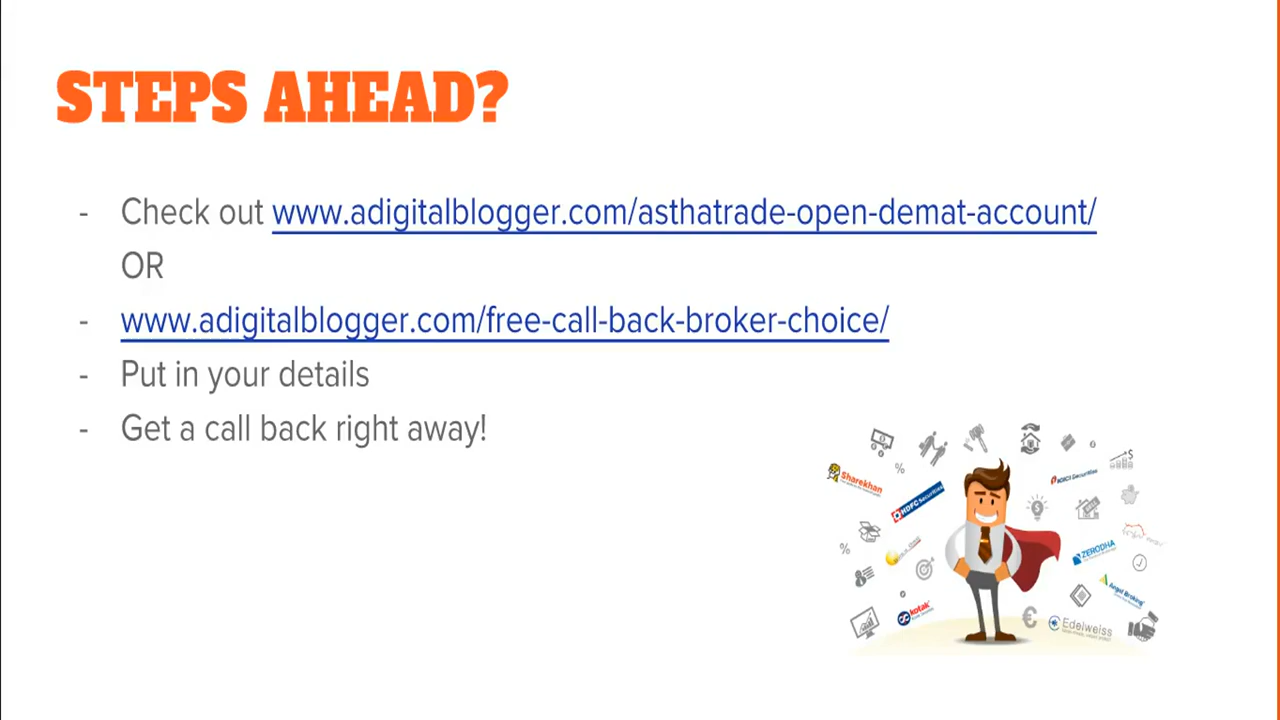 STEPS AHEAD?
- Check out www.adigitalblogger.com/asthatrade-open-demat-account/
OR
- www.adigitalblogger.com/free-call-back-broker-choice/
- Put in your details
- Get a call back right away!
Sharekhan
HDFC securities
ICICI Securities
ZERODHA
Angel Broking
kotak
Edelweiss